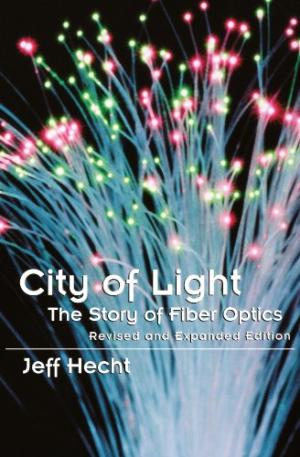 City of Light
The Story of Fiber Optics
Revised and Expanded Edition
Jeff Hecht